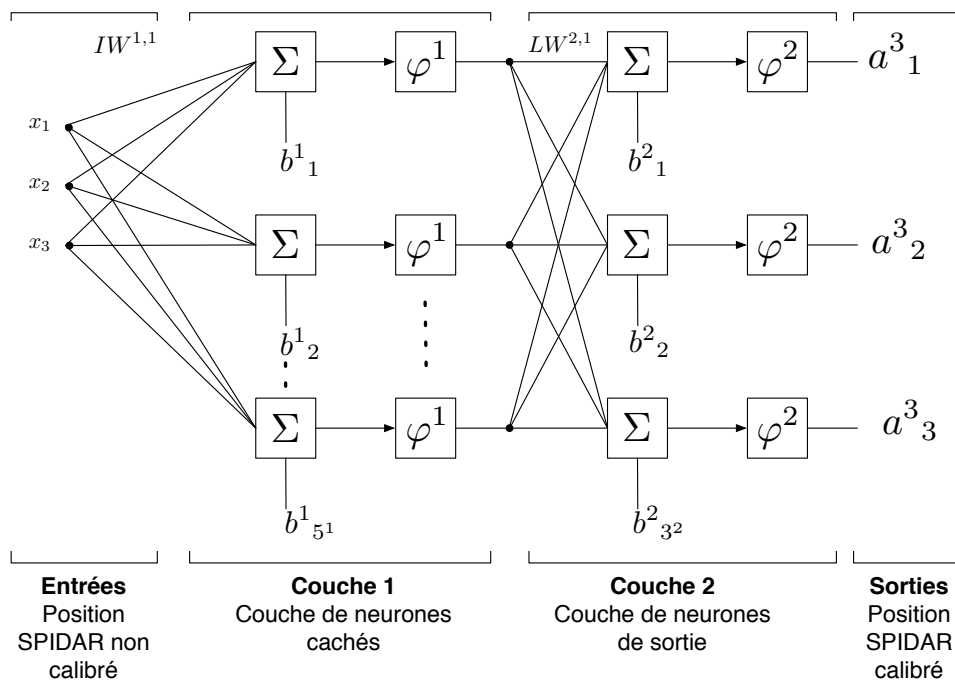 IW^{1,1}
Σ
φ^1
LW^{2,1}
Σ
φ^2
a^3_1
x_1
b^1_1
b^2_1
x_2
x_3
Σ
φ^1
Σ
φ^2
a^3_2
b^1_2
b^2_2
Σ
φ^1
Σ
φ^2
a^3_3
b^1_{5^1}
b^2_{3^2}
Entrées
Position
SPIDAR non
calibré
Couche 1
Couche de neurones
cachés
Couche 2
Couche de neurones
de sortie
Sorties
Position
SPIDAR
calibré